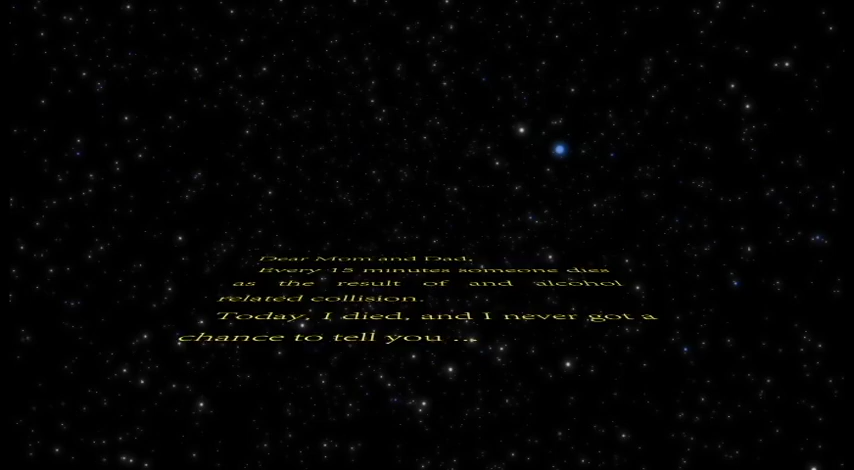 Dear Mom and Dad,
Every 15 minutes someone dies
as the result of and alcohol
related collision.
Today, I died, and I never got a
chance to tell you ...